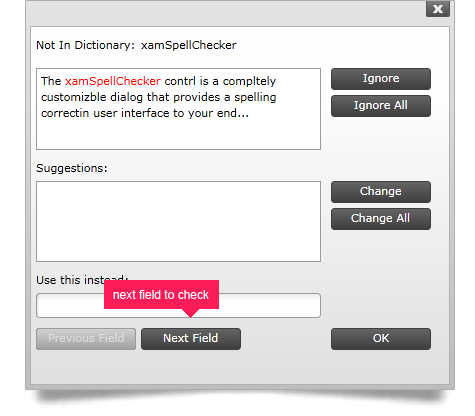 Not In Dictionary: xamSpellChecker
The xamSpellChecker contrl is a compltely
customizble dialog that provides a spelling
correctin user interface to your end...
Ignore
Ignore All
Suggestions:
Change
Change All
Use this instead:
next field to check
Previous Field
Next Field
OK